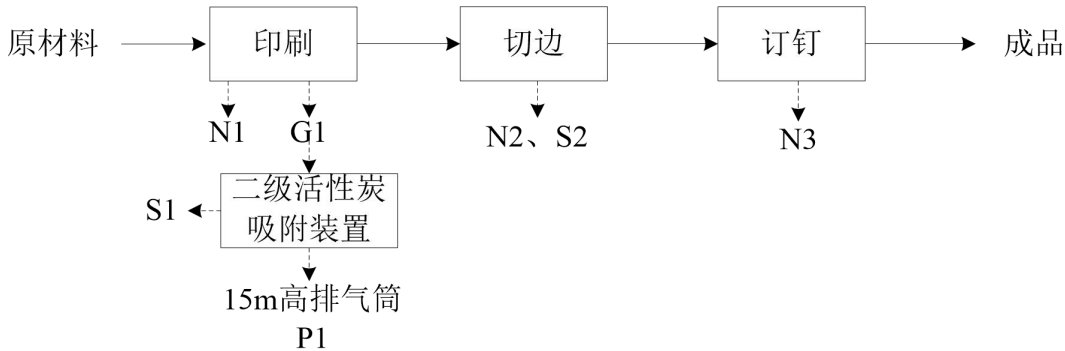 原材料
印刷
切边
订钉
成品
N1
G1
N2、S2
N3
S1
二级活性炭
吸附装置
15m高排气筒
P1